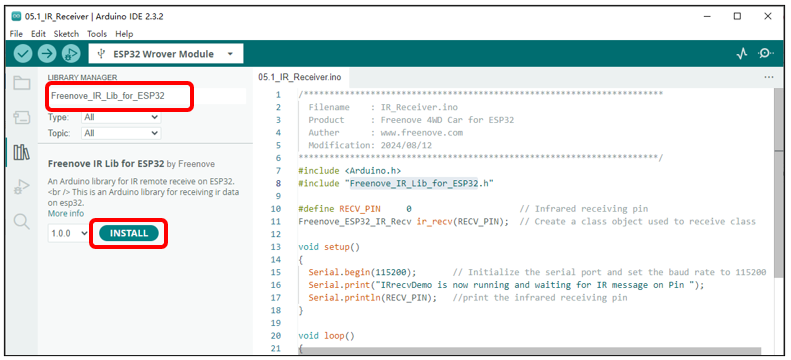 05.1_IR_Receiver | Arduino IDE 2.3.2
File Edit Sketch Tools Help
ESP32 Wrover Module
LIBRARY MANAGER
Freenove_IR_Lib_for_ESP32
Type: All
Topic: All
Freenove IR Lib for ESP32 by Freenove
An Arduino library for IR remote receive on ESP32.
<br /> This is an Arduino library for receiving ir data
on esp32.
More info
1.0.0 INSTALL
05.1_IR_Receiver.ino
1 /**********************************************************************
2 Filename : IR_Receiver.ino
3 Product : Freenove 4WD Car for ESP32
4 Auther : www.freenove.com
5 Modification: 2024/08/12
6 **********************************************************************/
7 #include <Arduino.h>
8 #include "Freenove_IR_Lib_for_ESP32.h"
9
10 #define RECV_PIN 0 // Infrared receiving pin
11 Freenove_ESP32_IR_Recv ir_recv(RECV_PIN); // Create a class object used to receive class
12
13 void setup()
14 {
15 Serial.begin(115200); // Initialize the serial port and set the baud rate to 115200
16 Serial.print("IRrecvDemo is now running and waiting for IR message on Pin ");
17 Serial.println(RECV_PIN); //print the infrared receiving pin
18 }
19
20 void loop()
21 {